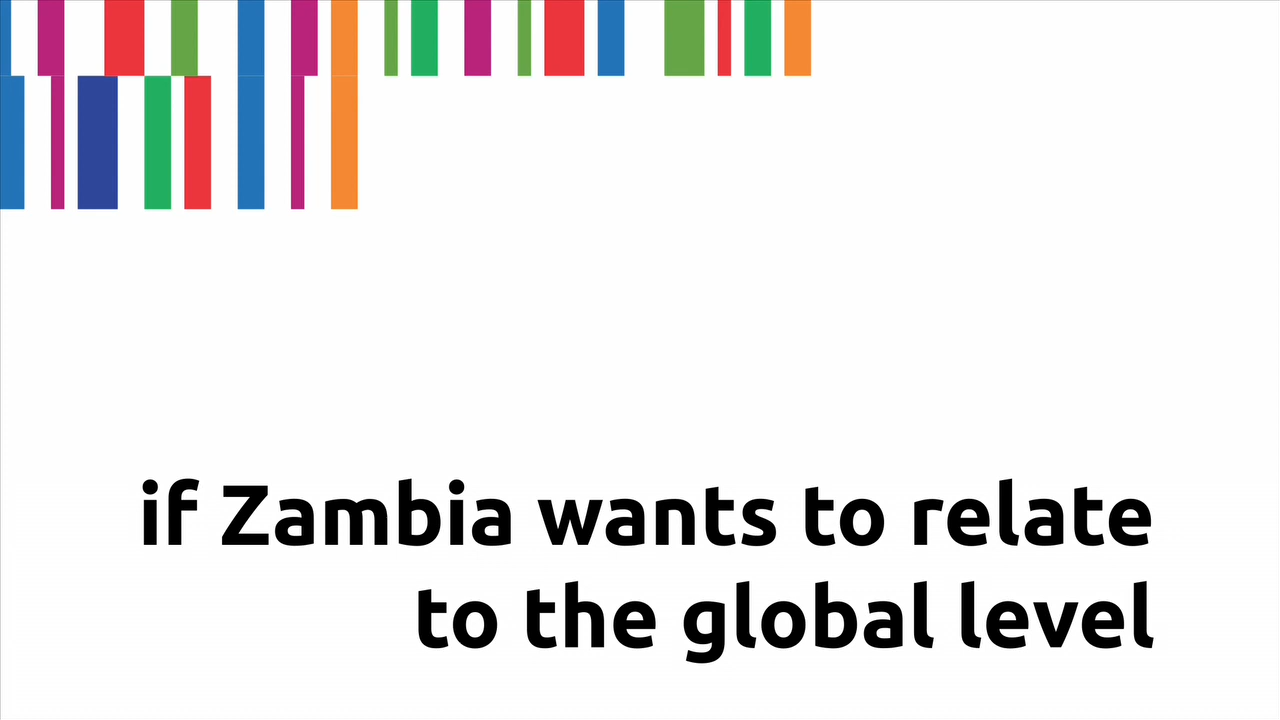 if Zambia wants to relate
to the global level